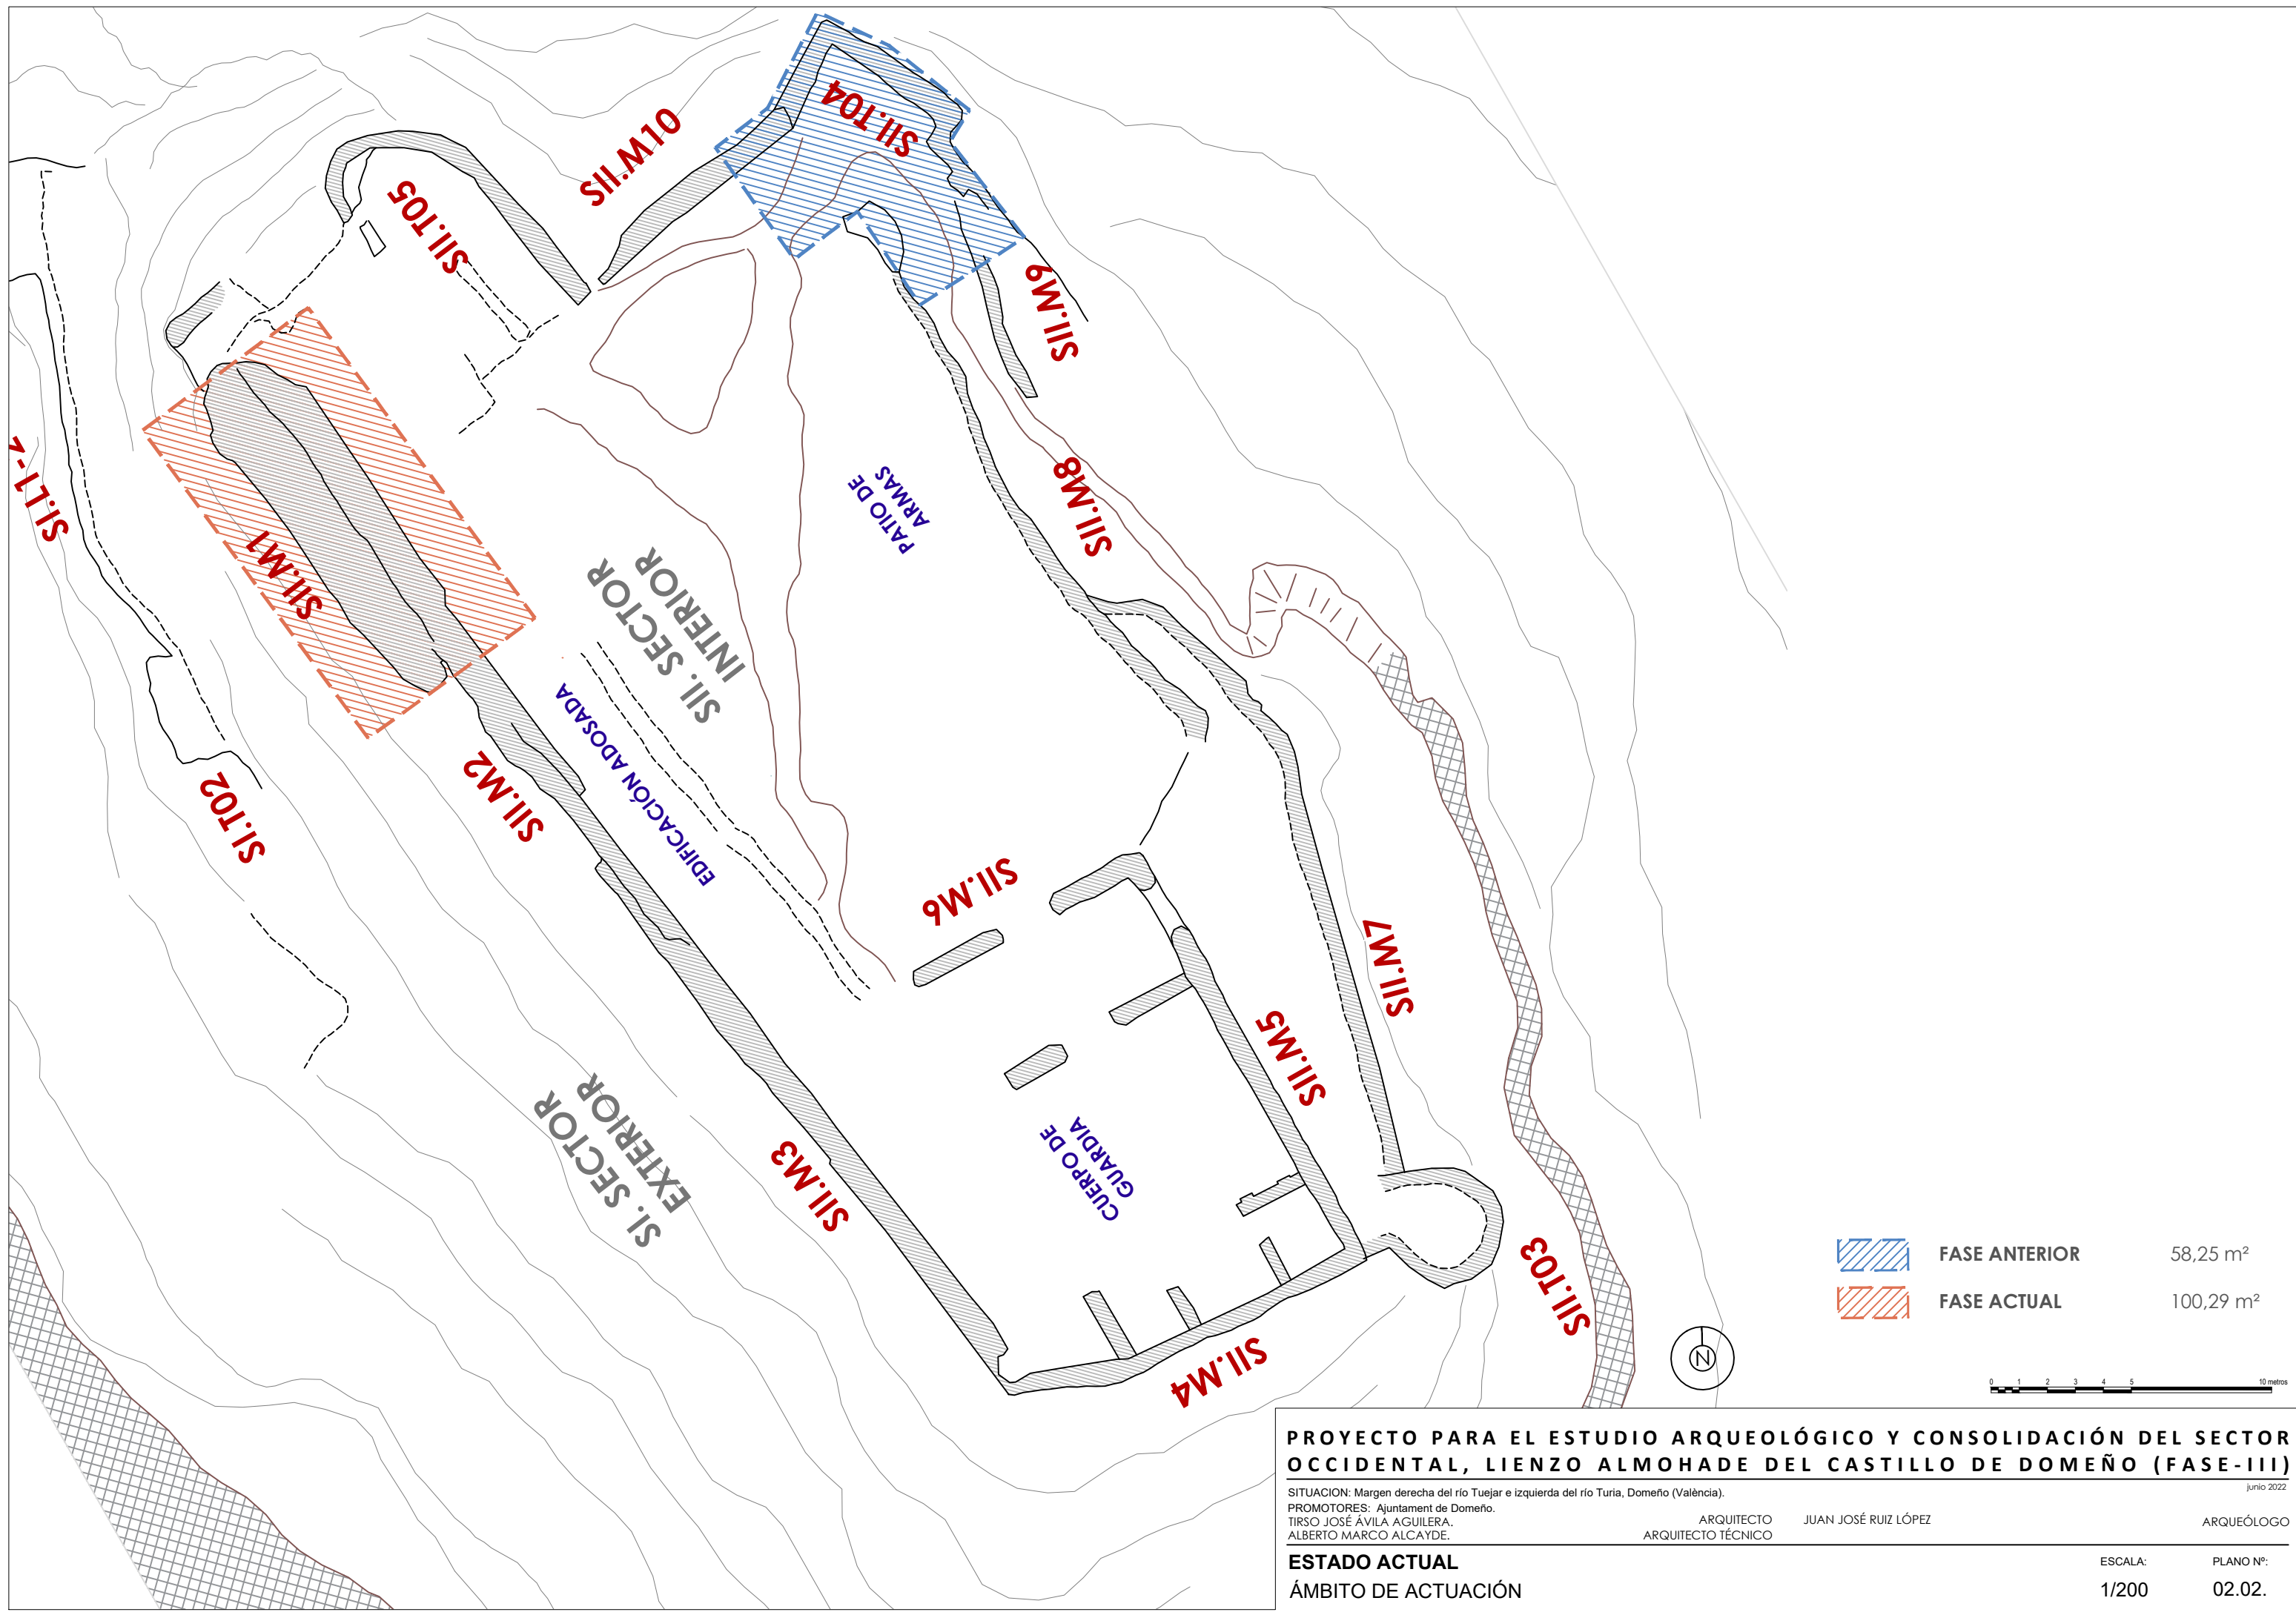 SII.T04
SII.M10
SII.T05
SII.M9
SI.L1-2
SII.M1
PATIO DE
ARMAS
SII.M8
SII. SECTOR
INTERIOR
EDIFICACIÓN ADOSADA
SI.T02
SII.M2
SII.M6
SII.M7
SII.M5
SI. SECTOR
EXTERIOR
SII.M3
CUERPO DE
GUARDIA
SII.T03
SII.M4
FASE ANTERIOR 58,25 m²
FASE ACTUAL 100,29 m²
N
0 1 2 3 4 5 10 metros
PROYECTO PARA EL ESTUDIO ARQUEOLÓGICO Y CONSOLIDACIÓN DEL SECTOR
OCCIDENTAL, LIENZO ALMOHADE DEL CASTILLO DE DOMEÑO (FASE-III)
junio 2022
SITUACION: Margen derecha del río Tuejar e izquierda del río Turia, Domeño (València).
PROMOTORES: Ajuntament de Domeño.
TIRSO JOSÉ ÁVILA AGUILERA. ARQUITECTO JUAN JOSÉ RUIZ LÓPEZ ARQUEÓLOGO
ALBERTO MARCO ALCAYDE. ARQUITECTO TÉCNICO
ESTADO ACTUAL ESCALA: PLANO Nº:
ÁMBITO DE ACTUACIÓN 1/200 02.02.